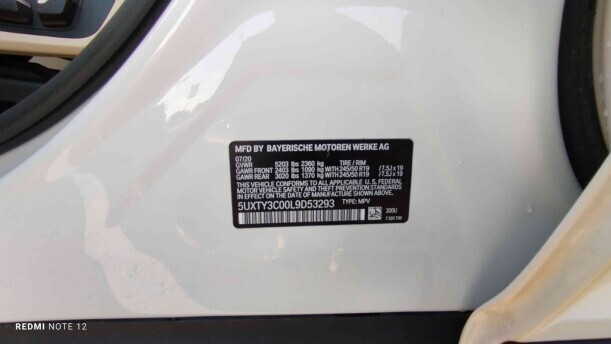 MFD BY BAYERISCHE MOTOREN WERKE AG
07/20
GVWR 5203 lbs 2360 kg TIRE / RIM
GAWR FRONT 2403 lbs 1090 kg WITH 245/50 R19 /7.5J x 19
GAWR REAR 3020 lbs 1370 kg WITH 245/50 R19 /7.5J x 19
THIS VEHICLE CONFORMS TO ALL APPLICABLE U. S. FEDERAL
MOTOR VEHICLE SAFETY STANDARDS IN EFFECT ON THE
DATE OF MANUFACTURE SHOWN ABOVE.
5UXTY3C00L9D53293 TYPE: MPV
300U
REDMI NOTE 12